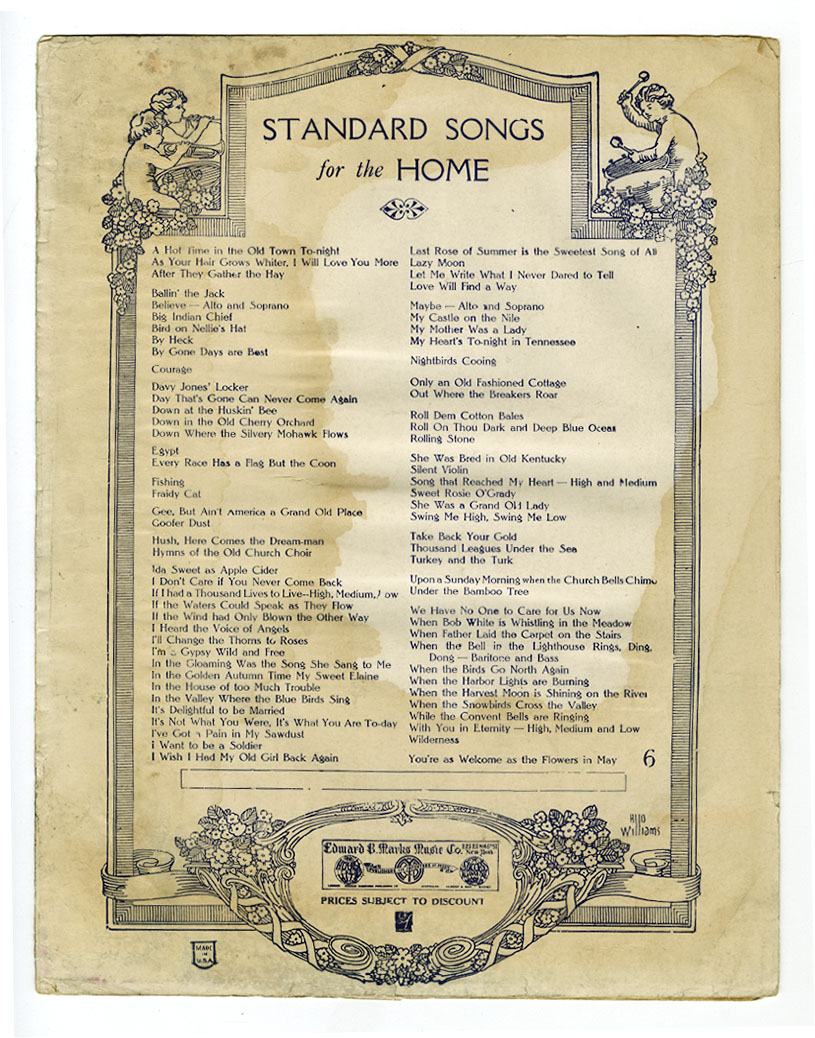 STANDARD SONGS
for the HOME
A Hot Time in the Old Town To-night
As Your Hair Grows Whiter, I Will Love You More
After They Gather the Hay
Ballin' the Jack
Believe — Alto and Soprano
Big Indian Chief
Bird on Nellie's Hat
By Heck
By Gone Days are Best
Courage
Davy Jones' Locker
Day That's Gone Can Never Come Again
Down at the Huskin' Bee
Down in the Old Cherry Orchard
Down Where the Silvery Mohawk Flows
Egypt
Every Race Has a Flag But the Coon
Fishing
Fraidy Cat
Gee, But Ain't America a Grand Old Place
Goofer Dust
Hush, Here Comes the Dream-man
Hymns of the Old Church Choir
Ida Sweet as Apple Cider
I Don't Care if You Never Come Back
If I had a Thousand Lives to Live--High, Medium, Low
If the Waters Could Speak as They Flow
If the Wind had Only Blown the Other Way
I Heard the Voice of Angels
I'll Change the Thorns to Roses
I'm a Gypsy Wild and Free
In the Gloaming Was the Song She Sang to Me
In the Golden Autumn Time My Sweet Elaine
In the House of too Much Trouble
In the Valley Where the Blue Birds Sing
It's Delightful to be Married
It's Not What You Were, It's What You Are To-day
I've Got a Pain in My Sawdust
I Want to be a Soldier
I Wish I Had My Old Girl Back Again
Last Rose of Summer is the Sweetest Song of All
Lazy Moon
Let Me Write What I Never Dared to Tell
Love Will Find a Way
Maybe — Alto and Soprano
My Castle on the Nile
My Mother Was a Lady
My Heart's To-night in Tennessee
Nightbirds Cooing
Only an Old Fashioned Cottage
Out Where the Breakers Roar
Roll Dem Cotton Bales
Roll On Thou Dark and Deep Blue Ocean
Rolling Stone
She Was Bred in Old Kentucky
Silent Violin
Song that Reached My Heart — High and Medium
Sweet Rosie O'Grady
She Was a Grand Old Lady
Swing Me High, Swing Me Low
Take Back Your Gold
Thousand Leagues Under the Sea
Turkey and the Turk
Upon a Sunday Morning when the Church Bells Chime
Under the Bamboo Tree
We Have No One to Care for Us Now
When Bob White is Whistling in the Meadow
When Father Laid the Carpet on the Stairs
When the Bell in the Lighthouse Rings, Ding,
Dong — Baritone and Bass
When the Birds Go North Again
When the Harbor Lights are Burning
When the Harvest Moon is Shining on the River
When the Snowbirds Cross the Valley
While the Convent Bells are Ringing
With You in Eternity — High, Medium and Low
Wilderness
You're as Welcome as the Flowers in May
6
Williams
Edward B. Marks Music Co.
New York
PRICES SUBJECT TO DISCOUNT
MADE
IN
U.S.A